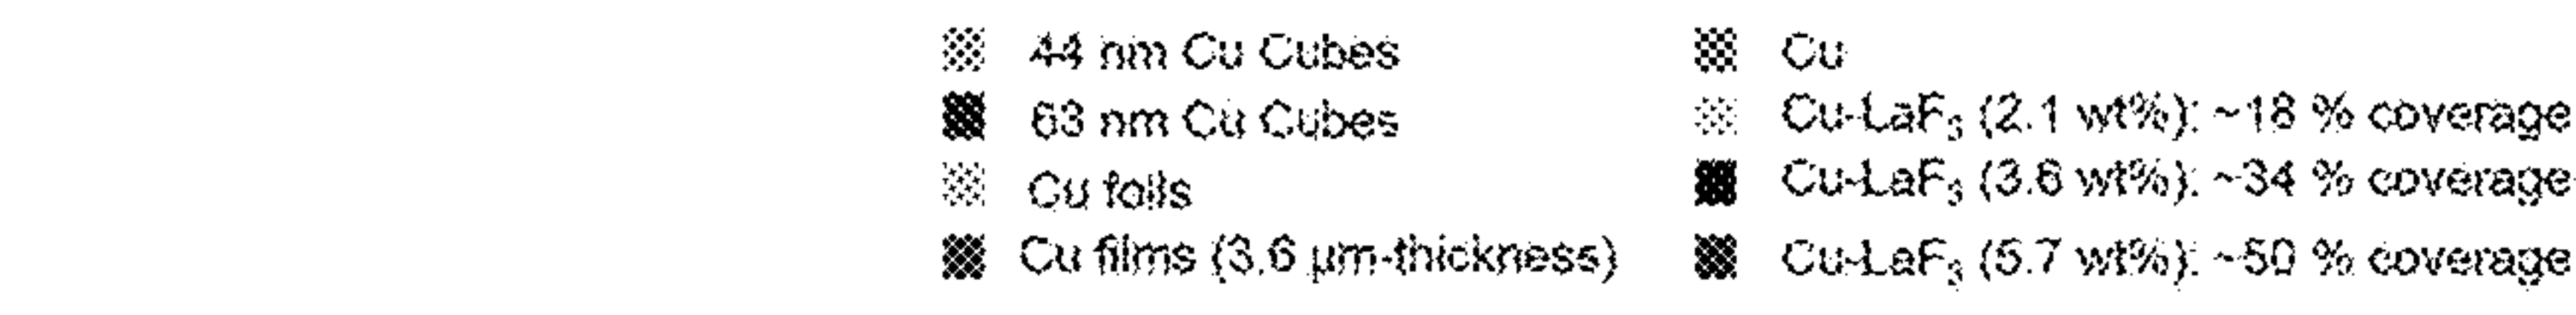 44 nm Cu Cubes
63 nm Cu Cubes
Cu foils
Cu films (3.6 μm-thickness)
Cu
Cu-LaF₃ (2.1 wt%): ~18 % coverage
Cu-LaF₃ (3.6 wt%): ~34 % coverage
Cu-LaF₃ (5.7 wt%): ~50 % coverage